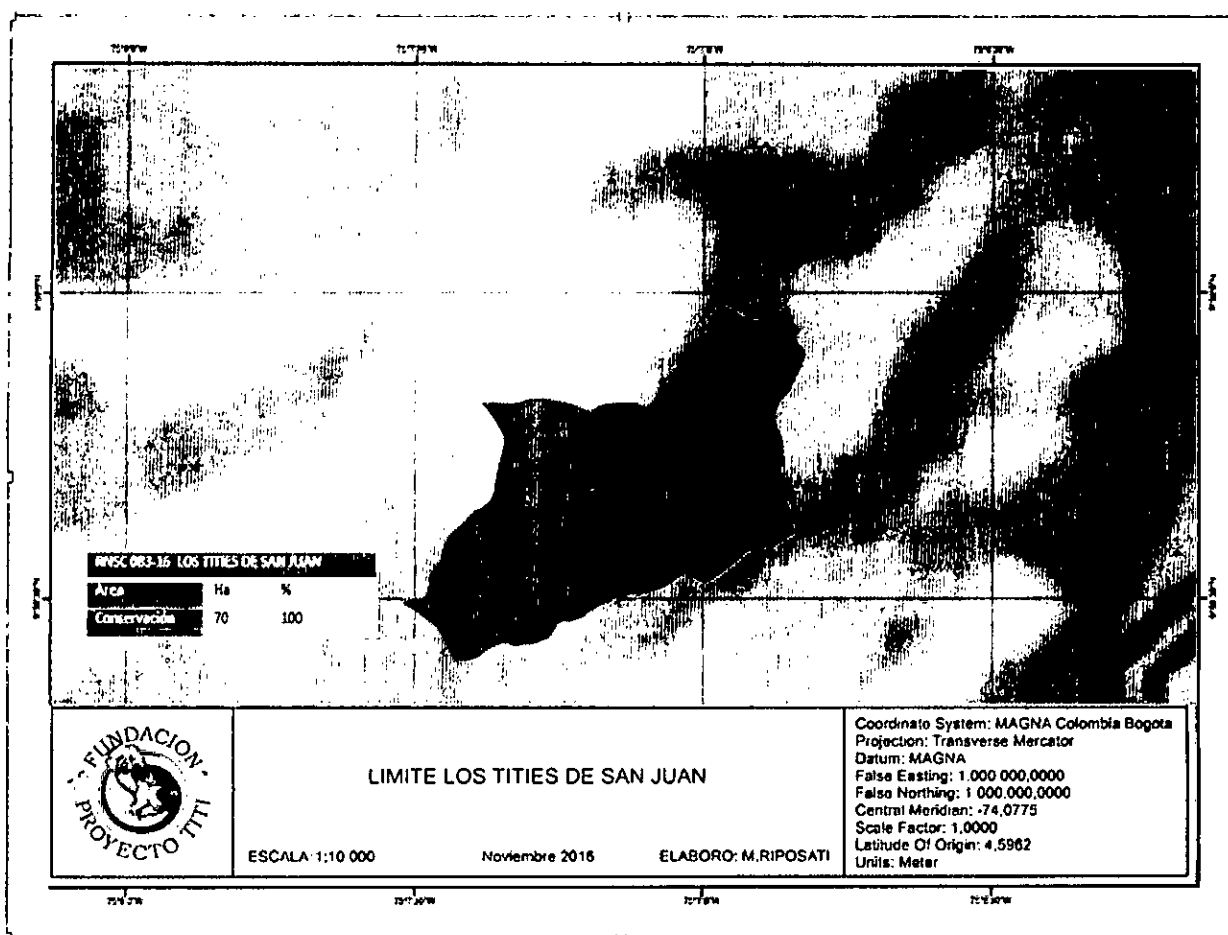 RNSC 083-16 LOS TITIES DE SAN JUAN
Area Ha %
Conservación 70 100
FUNDACION
PROYECTO TITI
LIMITE LOS TITIES DE SAN JUAN
ESCALA 1:10 000 Noviembre 2016 ELABORO: M.RIPOSATI
Coordinate System: MAGNA Colombia Bogota
Projection: Transverse Mercator
Datum: MAGNA
False Easting: 1.000 000,0000
False Northing: 1 000.000,0000
Central Meridian: -74,0775
Scale Factor: 1,0000
Latitude Of Origin: 4,5962
Units: Meter